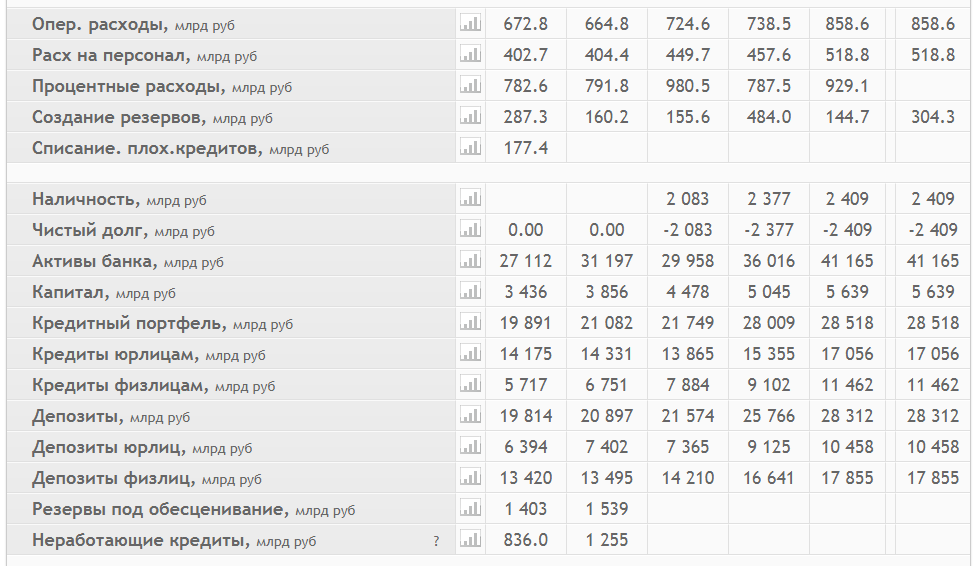 Опер. расходы, млрд руб 672.8 664.8 724.6 738.5 858.6 858.6
Расх на персонал, млрд руб 402.7 404.4 449.7 457.6 518.8 518.8
Процентные расходы, млрд руб 782.6 791.8 980.5 787.5 929.1
Создание резервов, млрд руб 287.3 160.2 155.6 484.0 144.7 304.3
Списание. плох.кредитов, млрд руб 177.4
Наличность, млрд руб 2 083 2 377 2 409 2 409
Чистый долг, млрд руб 0.00 0.00 -2 083 -2 377 -2 409 -2 409
Активы банка, млрд руб 27 112 31 197 29 958 36 016 41 165 41 165
Капитал, млрд руб 3 436 3 856 4 478 5 045 5 639 5 639
Кредитный портфель, млрд руб 19 891 21 082 21 749 28 009 28 518 28 518
Кредиты юрлицам, млрд руб 14 175 14 331 13 865 15 355 17 056 17 056
Кредиты физлицам, млрд руб 5 717 6 751 7 884 9 102 11 462 11 462
Депозиты, млрд руб 19 814 20 897 21 574 25 766 28 312 28 312
Депозиты юрлиц, млрд руб 6 394 7 402 7 365 9 125 10 458 10 458
Депозиты физлиц, млрд руб 13 420 13 495 14 210 16 641 17 855 17 855
Резервы под обесценивание, млрд руб 1 403 1 539
Неработающие кредиты, млрд руб ? 836.0 1 255